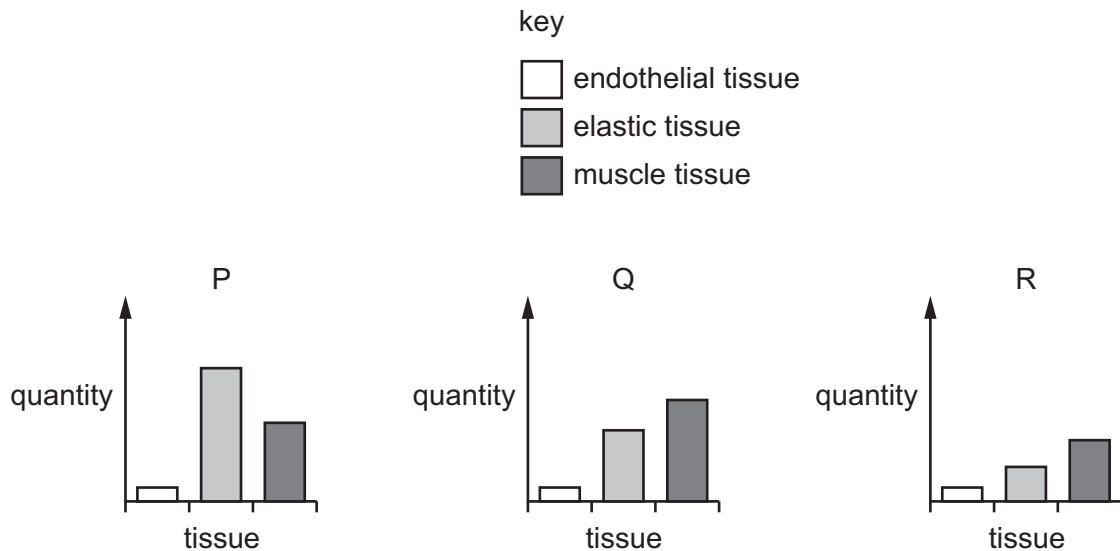 key
endothelial tissue
elastic tissue
muscle tissue
P
quantity
tissue
Q
quantity
tissue
R
quantity
tissue